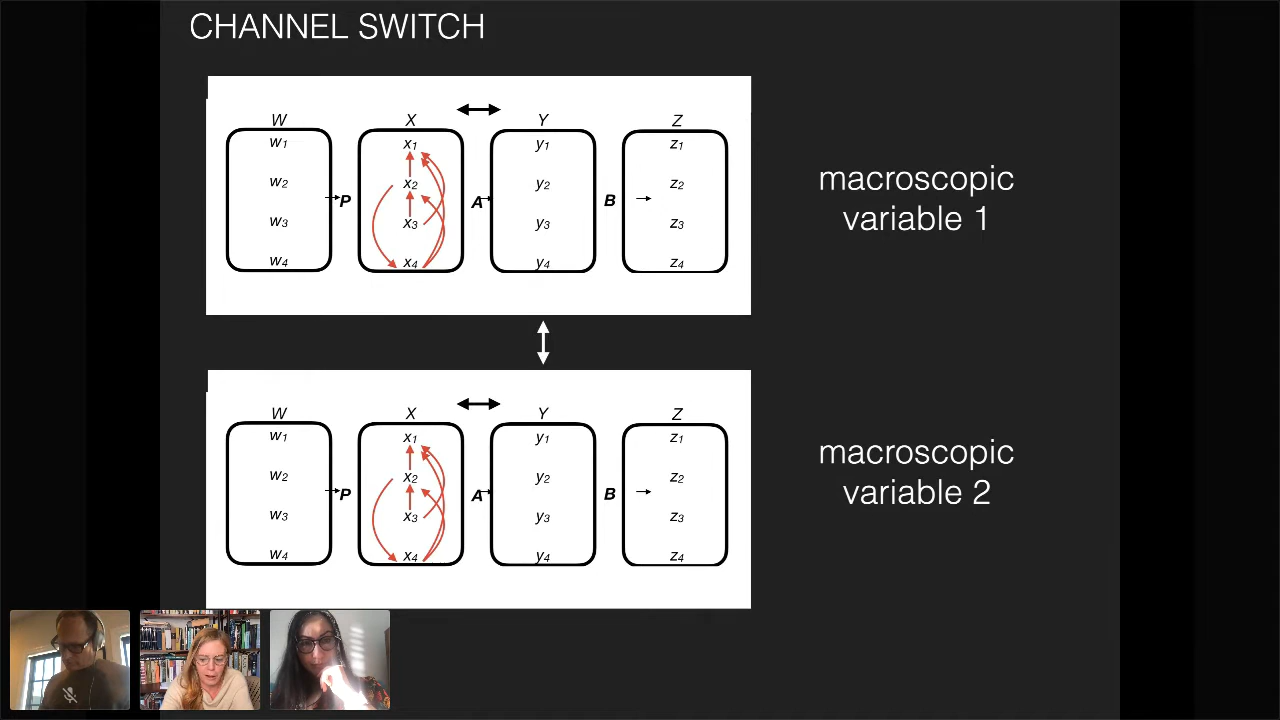 CHANNEL SWITCH
W X Y Z
w1 x1 y1 z1
w2 x2 y2 z2
P A B
w3 x3 y3 z3
w4 x4 y4 z4
macroscopic
variable 1
W X Y Z
w1 x1 y1 z1
w2 x2 y2 z2
P A B
w3 x3 y3 z3
w4 x4 y4 z4
macroscopic
variable 2